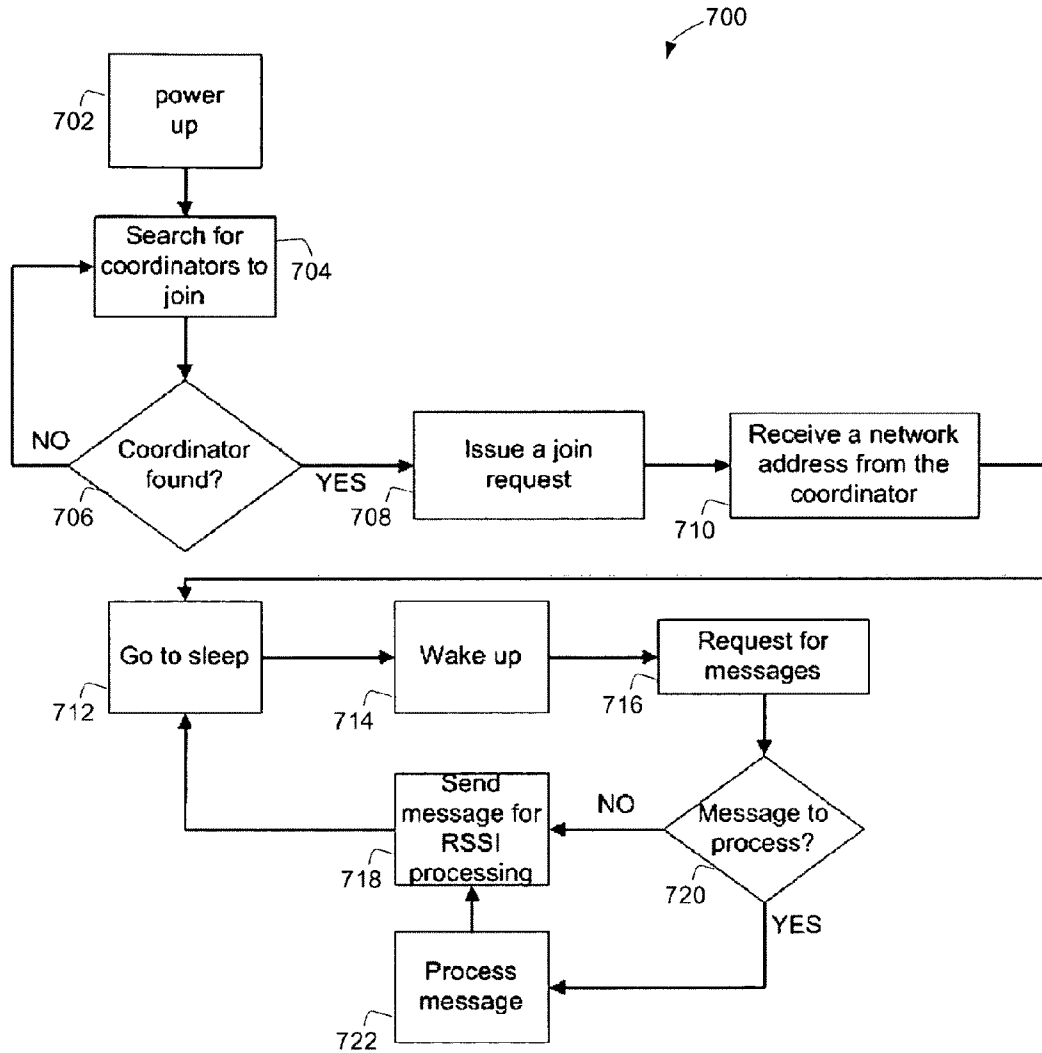 700
power
up
702
Search for
coordinators to
join
704
NO
Coordinator
found?
706
YES
Issue a join
request
708
Receive a network
address from the
coordinator
710
Go to sleep
712
Wake up
714
Request for
messages
716
Message to
process?
720
NO
Send
message for
RSSI
processing
718
YES
Process
message
722